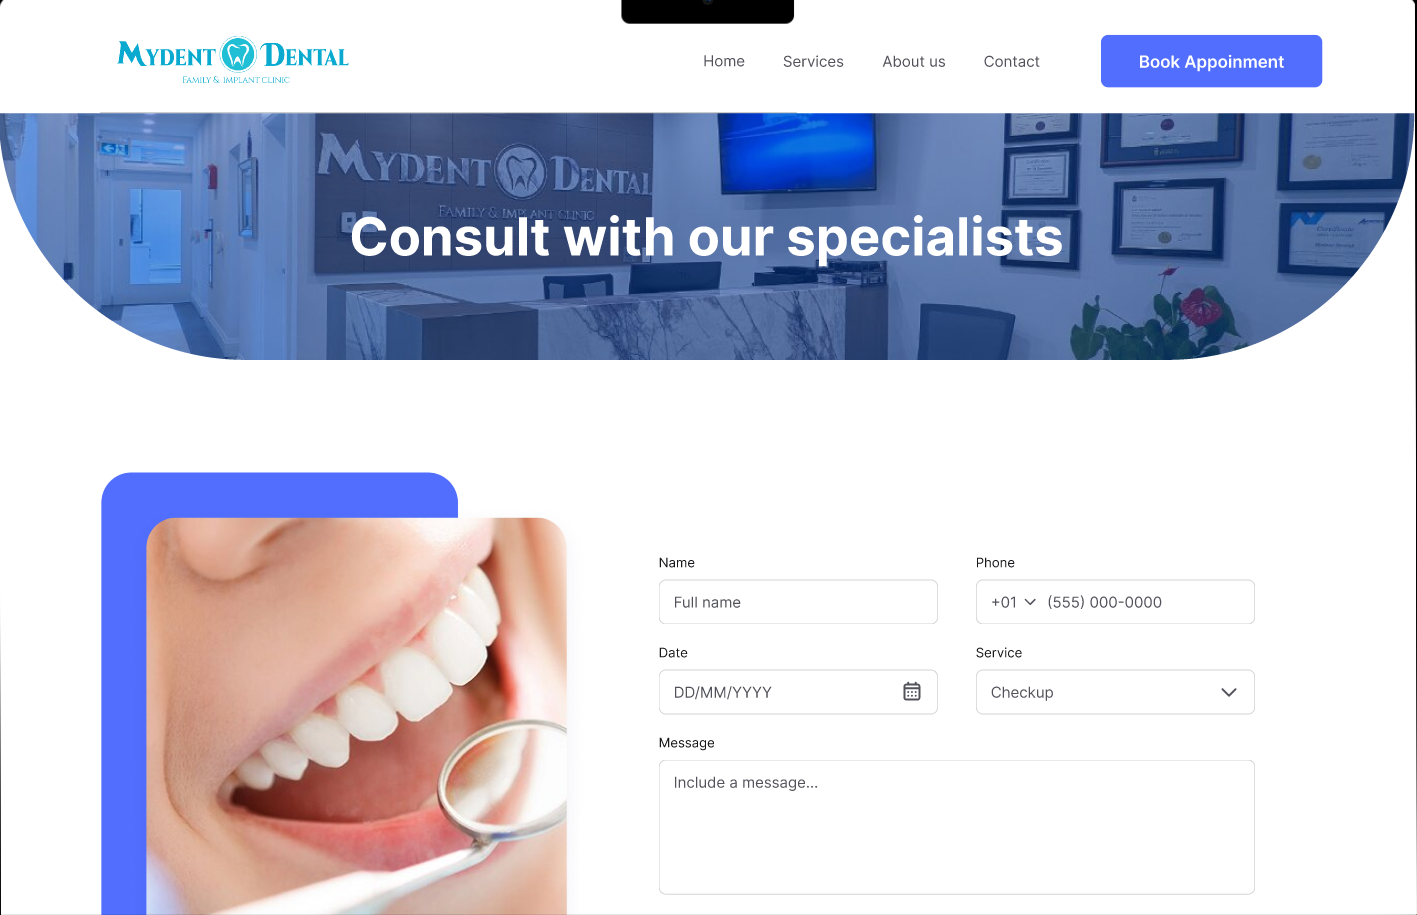 MYDENT DENTAL
FAMILY & IMPLANT CLINIC
Home
Services
About us
Contact
Book Appoinment
MYDENT DENTAL
FAMILY & IMPLANT CLINIC
Consult with our specialists
Name
Full name
Phone
+01 (555) 000-0000
Date
DD/MM/YYYY
Service
Checkup
Message
Include a message...